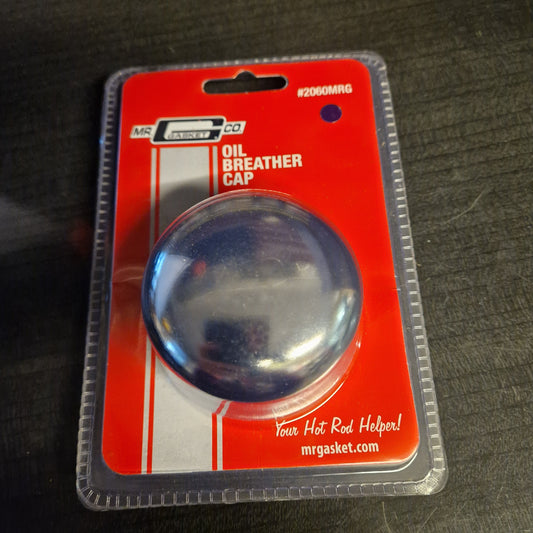 #2060MRG
MR. GASKET CO.
OIL
BREATHER
CAP
Your Hot Rod Helper!
mrgasket.com